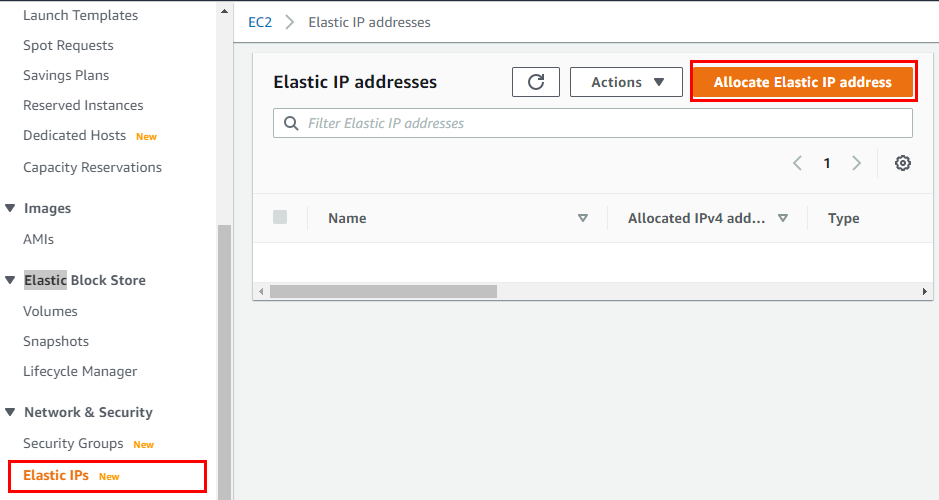 Launch Templates
Spot Requests
Savings Plans
Reserved Instances
Dedicated Hosts New
Capacity Reservations
Images
AMIs
Elastic Block Store
Volumes
Snapshots
Lifecycle Manager
Network & Security
Security Groups New
Elastic IPs New
EC2 Elastic IP addresses
Elastic IP addresses Actions Allocate Elastic IP address
Filter Elastic IP addresses
1
Name Allocated IPv4 add... Type